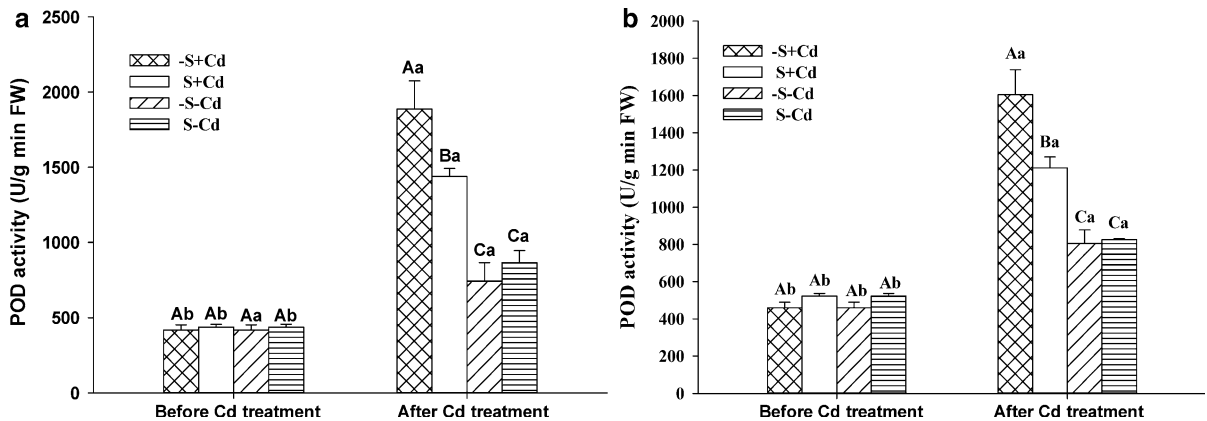 a
POD activity (U/g min FW)
2500
2000
1500
1000
500
0
-S+Cd
S+Cd
-S-Cd
S-Cd
Ab Ab Aa Ab
Aa
Ba
Ca
Ca
Before Cd treatment
After Cd treatment
b
POD activity (U/g min FW)
2000
1800
1600
1400
1200
1000
800
600
400
200
0
-S+Cd
S+Cd
-S-Cd
S-Cd
Ab Ab Ab Ab
Aa
Ba
Ca Ca
Before Cd treatment
After Cd treatment